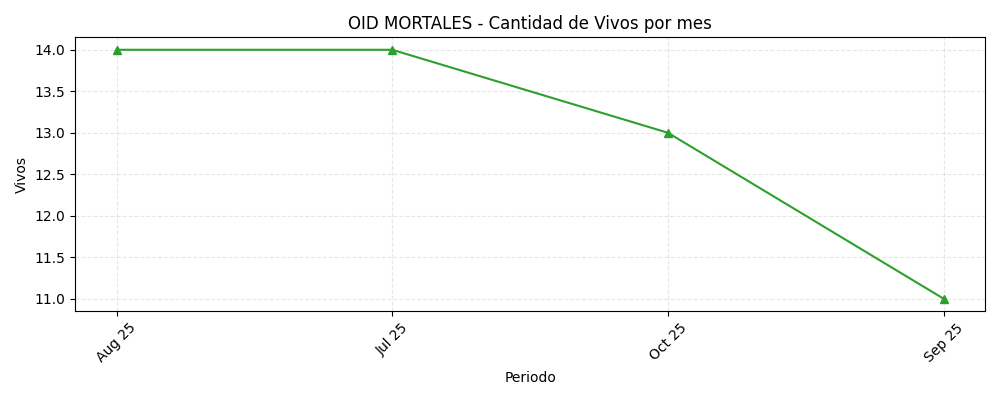 OID MORTALES - Cantidad de Vivos por mes
14.0
13.5
13.0
12.5
12.0
11.5
11.0
Vivos
Aug 25
Jul 25
Oct 25
Sep 25
Periodo